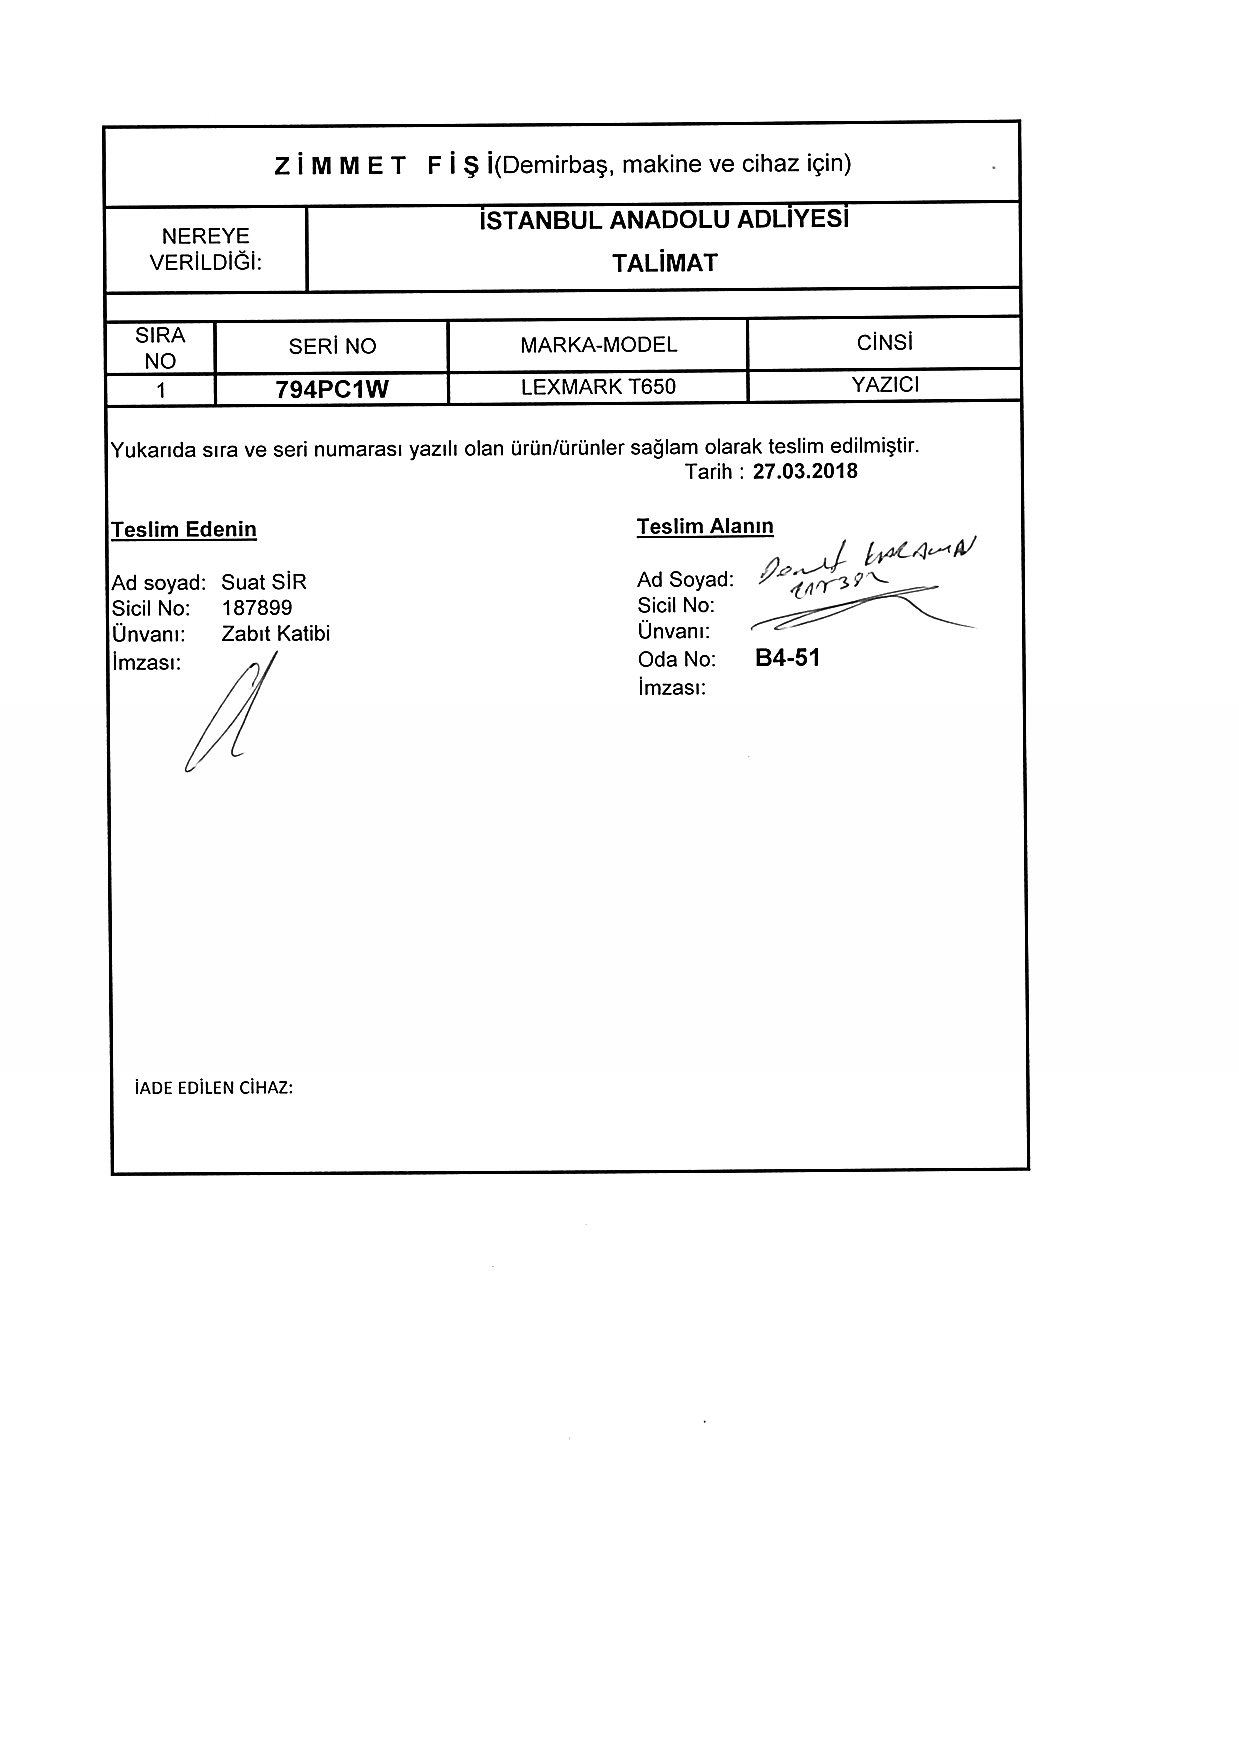 ZİMMET FİŞİ(Demirbaş, makine ve cihaz için)
NEREYE VERİLDİĞİ:
İSTANBUL ANADOLU ADLİYESİ
TALİMAT
SIRA NO SERİ NO MARKA-MODEL CİNSİ
1 794PC1W LEXMARK T650 YAZICI
Yukarıda sıra ve seri numarası yazılı olan ürün/ürünler sağlam olarak teslim edilmiştir.
Tarih : 27.03.2018
Teslim Edenin
Ad soyad: Suat SİR
Sicil No: 187899
Ünvanı: Zabıt Katibi
İmzası:
Teslim Alanın
Ad Soyad:
Sicil No:
Ünvanı:
Oda No: B4-51
İmzası:
İADE EDİLEN CİHAZ: